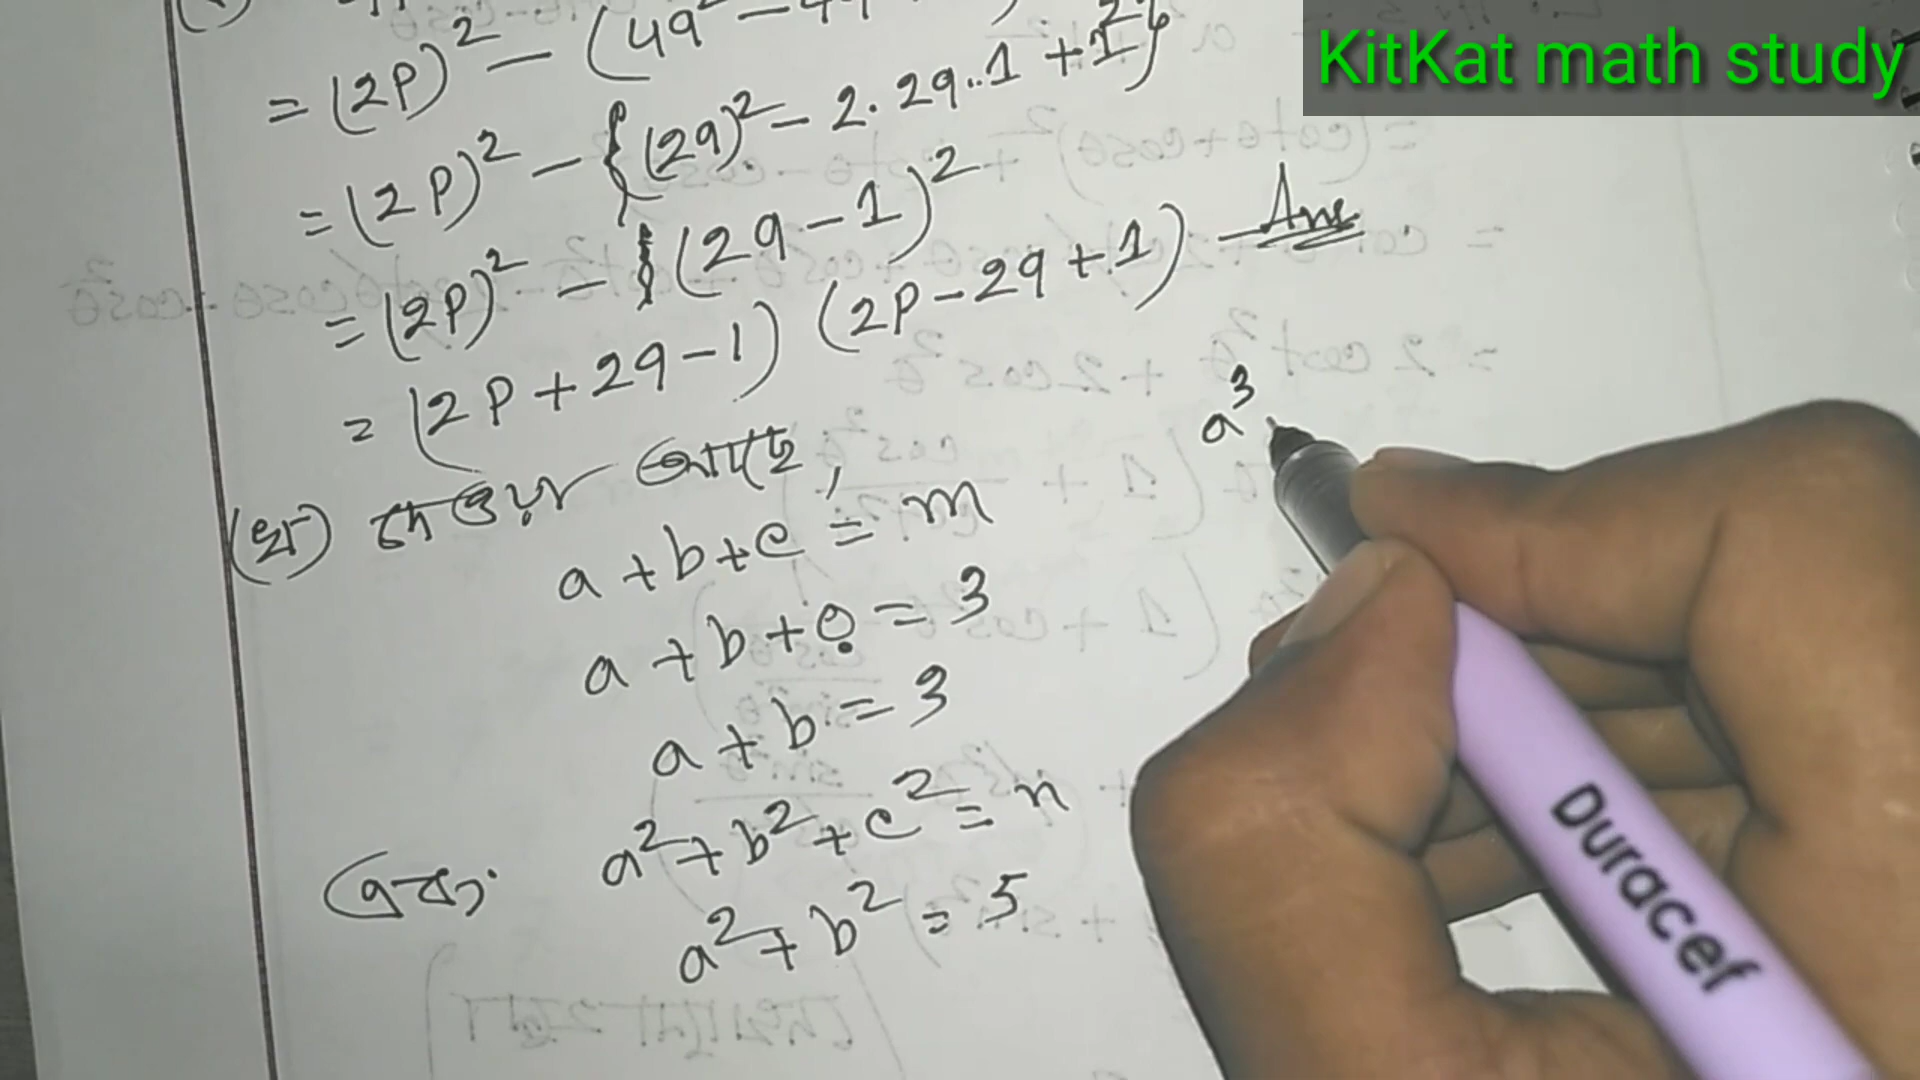 KitKat math study
= (2P)² - (4q² - 4q
= (2P)² - {(2q)² - 2.2q.1 + 1²}
= (2P)² - (2q-1)²
= (2P+2q-1) (2P-2q+1) Ans
(খ) দেওয়া আছে,
a + b + c = m
a + b + 0 = 3
a + b = 3
এবং a² + b² + c² = n
a² + b² = 5
a³
Duracef